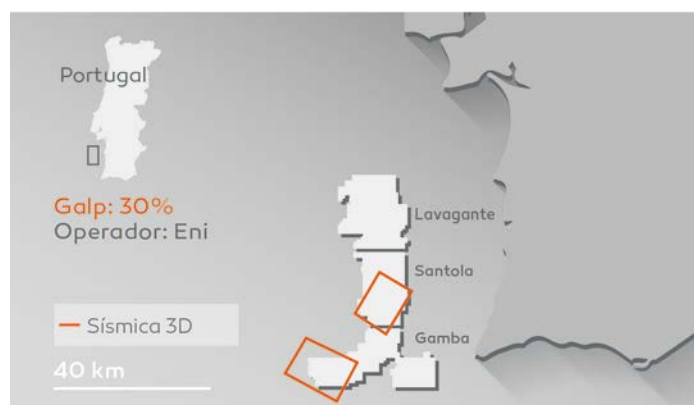 Portugal
Galp: 30%
Operador: Eni
Lavagante
Santola
Gamba
Sísmica 3D
40 km